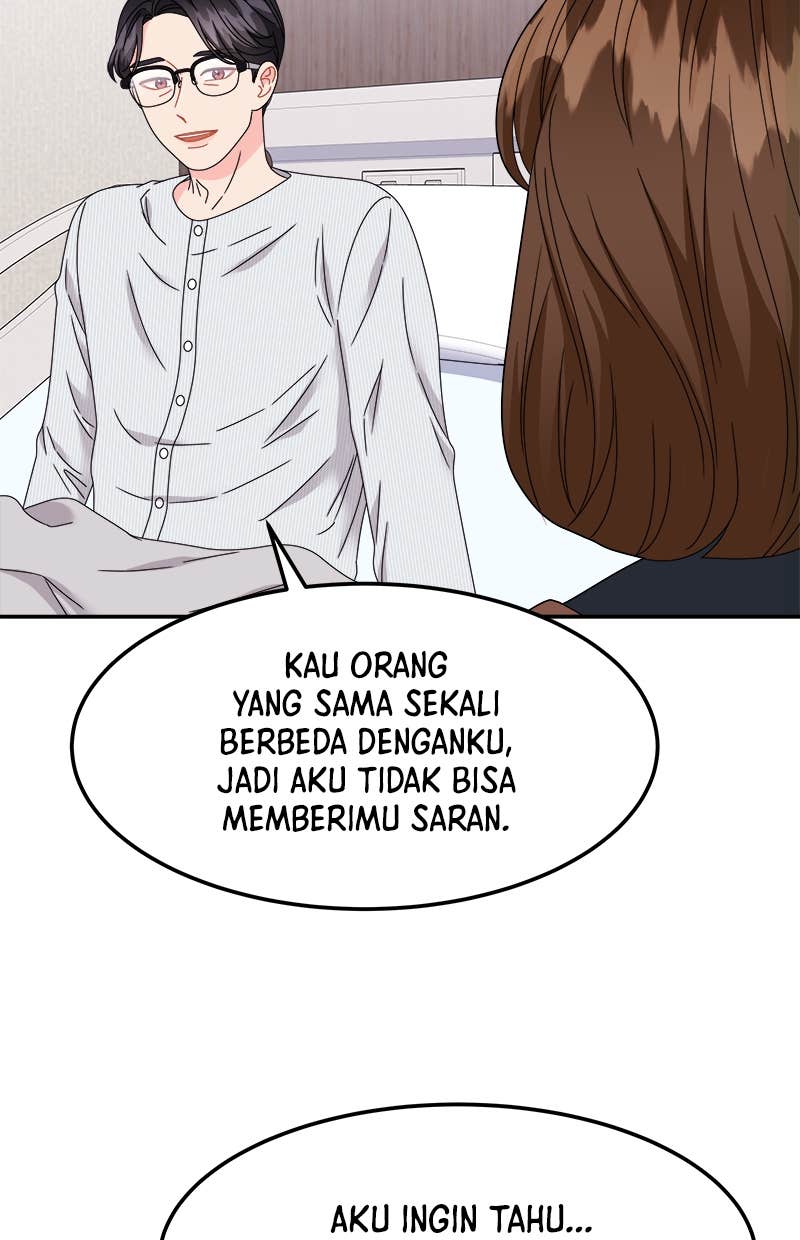 KAU ORANG
YANG SAMA SEKALI
BERBEDA DENGANKU,
JADI AKU TIDAK BISA
MEMBERIMU SARAN.
AKU INGIN TAHU...